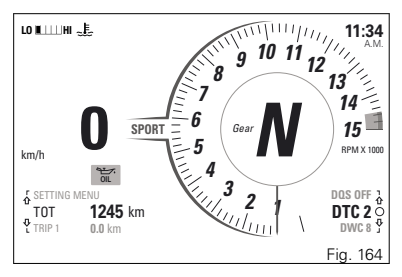 LO HI
11:34
A.M.
0
km/h
SPORT
OIL
1
2
3
4
5
6
7
8
9
10
11
12
13
14
15
RPM X 1000
Gear N
SETTING MENU
TOT 1245 km
TRIP 1 0.0 km
DQS OFF
DTC 2
DWC 8
Fig. 164